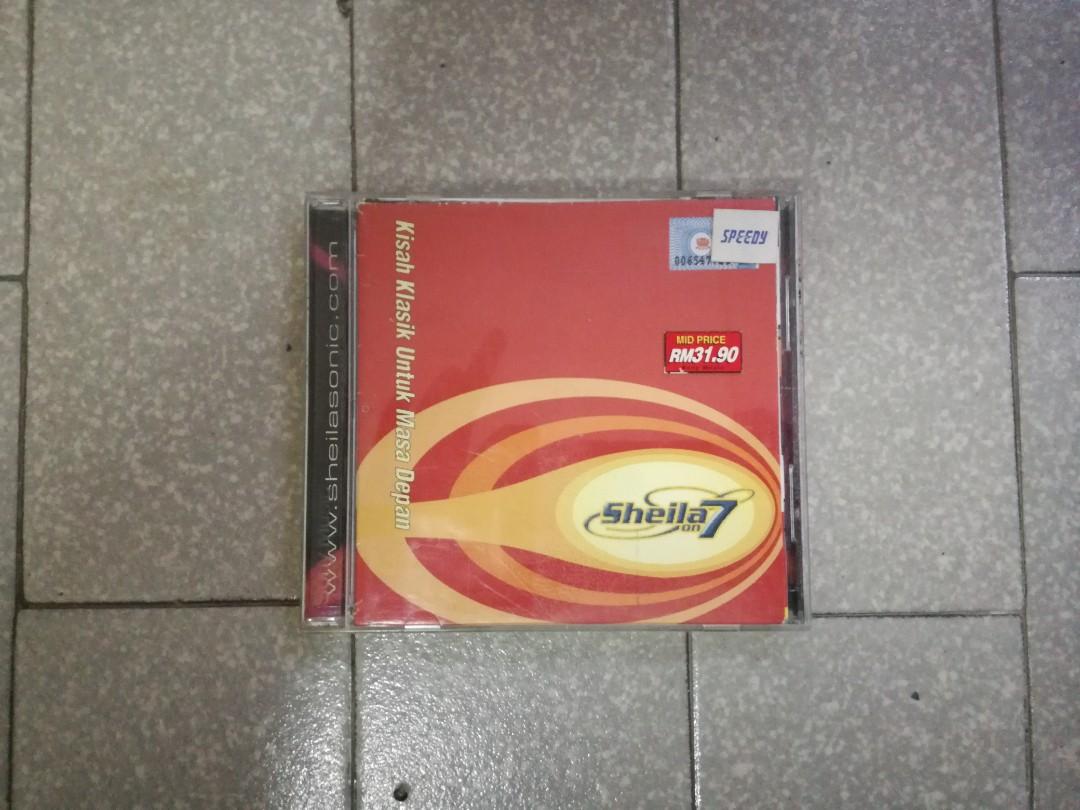 www.sheilasonic.com
Kisah Klasik Untuk Masa Depan
SPEEDY
MID PRICE
RM31.90
Sheila
on 7